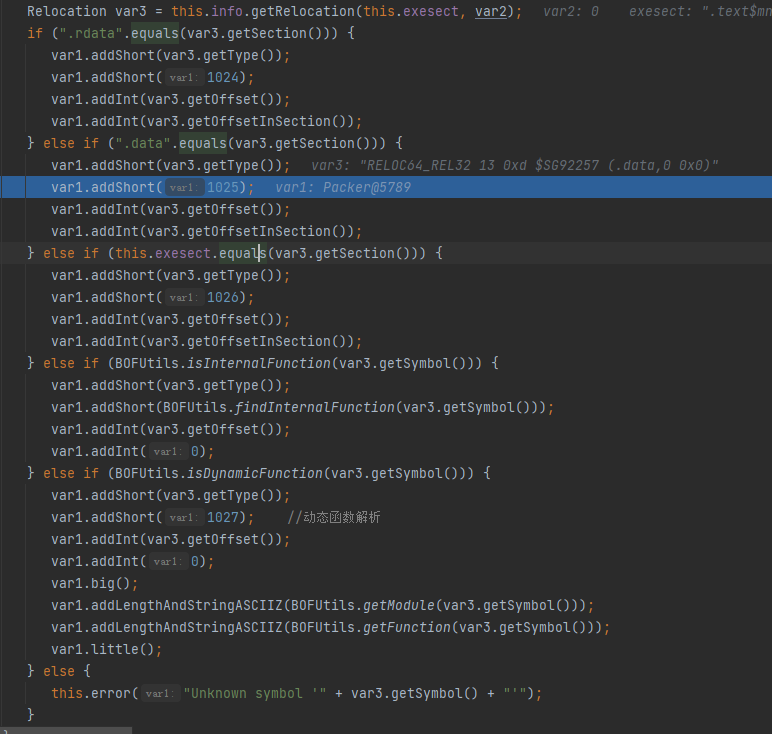 Relocation var3 = this.info.getRelocation(this.exesect, var2); var2: 0 exesect: ".text$mn
if (".rdata".equals(var3.getSection())) {
var1.addShort(var3.getType());
var1.addShort( var1: 1024);
var1.addInt(var3.getOffset());
var1.addInt(var3.getOffsetInSection());
} else if (".data".equals(var3.getSection())) {
var1.addShort(var3.getType()); var3: "RELOC64_REL32 13 0xd $SG92257 (.data,0 0x0)"
var1.addShort( var1: 1025); var1: Packer@5789
var1.addInt(var3.getOffset());
var1.addInt(var3.getOffsetInSection());
} else if (this.exesect.equals(var3.getSection())) {
var1.addShort(var3.getType());
var1.addShort( var1: 1026);
var1.addInt(var3.getOffset());
var1.addInt(var3.getOffsetInSection());
} else if (BOFUtils.isInternalFunction(var3.getSymbol())) {
var1.addShort(var3.getType());
var1.addShort(BOFUtils.findInternalFunction(var3.getSymbol()));
var1.addInt(var3.getOffset());
var1.addInt( var1: 0);
} else if (BOFUtils.isDynamicFunction(var3.getSymbol())) {
var1.addShort(var3.getType());
var1.addShort( var1: 1027); //动态函数解析
var1.addInt(var3.getOffset());
var1.addInt( var1: 0);
var1.big();
var1.addLengthAndStringASCIIZ(BOFUtils.getModule(var3.getSymbol()));
var1.addLengthAndStringASCIIZ(BOFUtils.getFunction(var3.getSymbol()));
var1.little();
} else {
this.error( var1: "Unknown symbol '" + var3.getSymbol() + "'");
}